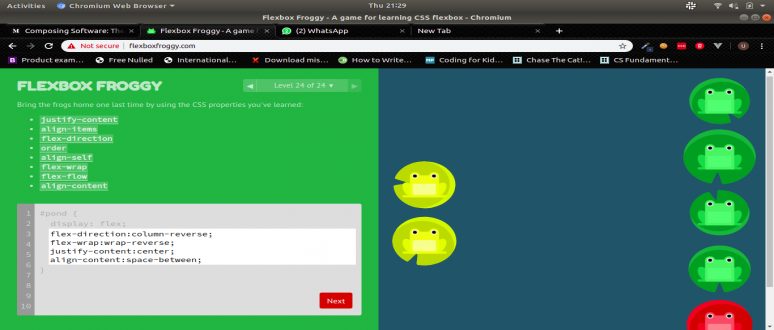 Activities
Chromium Web Browser ▾
Thu 21:29
Flexbox Froggy - A game for learning CSS flexbox - Chromium
Composing Software: The
Flexbox Froggy - A game f
(2) WhatsApp
New Tab
Not secure | flexboxfroggy.com
Product exam...
Free Nulled
International...
Download mis...
How to Write...
Coding for Kid...
Chase The Cat!...
CS Fundament...
FLEXBOX FROGGY
Level 24 of 24 ▾
Bring the frogs home one last time by using the CSS properties you've learned:
• justify-content
• align-items
• flex-direction
• order
• align-self
• flex-wrap
• flex-flow
• align-content
1 #pond {
2 display: flex;
3 flex-direction:column-reverse;
4 flex-wrap:wrap-reverse;
5 justify-content:center;
6 align-content:space-between;
7 }
8
9
10
Next